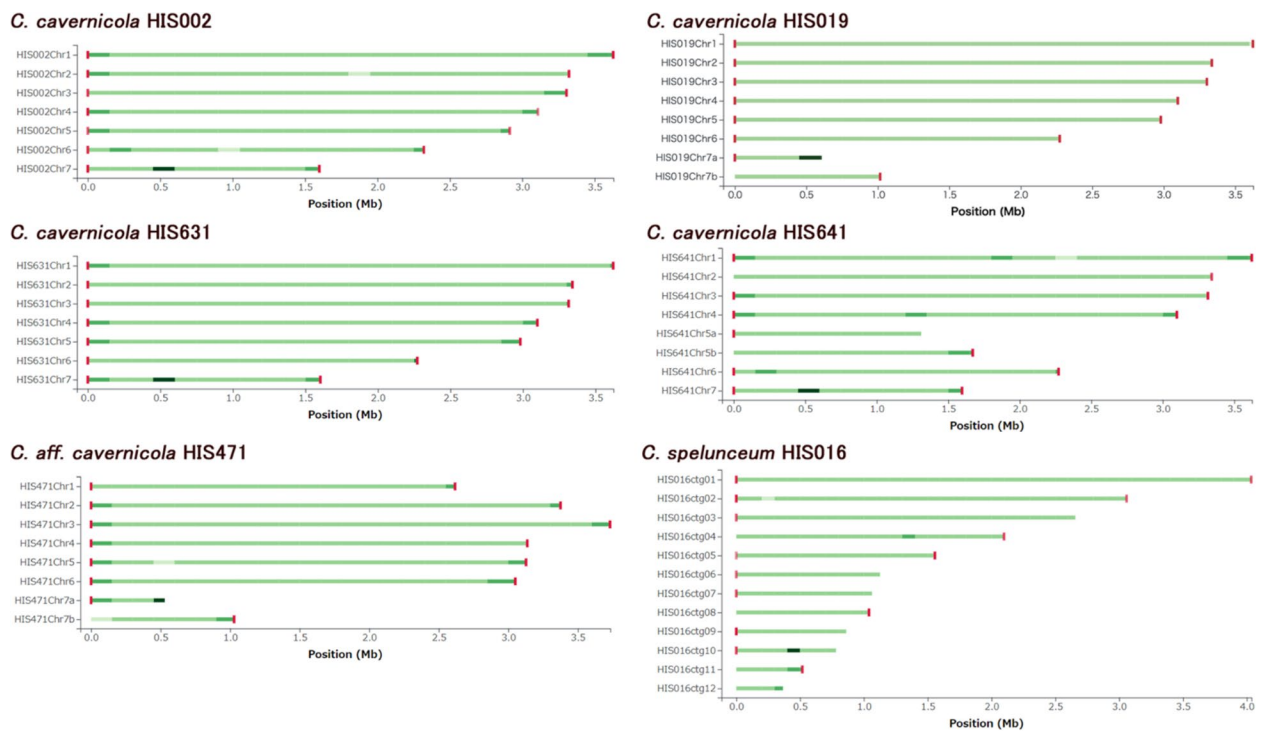 C. cavernicola HIS002
HIS002Chr1
HIS002Chr2
HIS002Chr3
HIS002Chr4
HIS002Chr5
HIS002Chr6
HIS002Chr7
0.0 0.5 1.0 1.5 2.0 2.5 3.0 3.5
Position (Mb)
C. cavernicola HIS019
HIS019Chr1
HIS019Chr2
HIS019Chr3
HIS019Chr4
HIS019Chr5
HIS019Chr6
HIS019Chr7a
HIS019Chr7b
0.0 0.5 1.0 1.5 2.0 2.5 3.0 3.5
Position (Mb)
C. cavernicola HIS631
HIS631Chr1
HIS631Chr2
HIS631Chr3
HIS631Chr4
HIS631Chr5
HIS631Chr6
HIS631Chr7
0.0 0.5 1.0 1.5 2.0 2.5 3.0 3.5
Position (Mb)
C. cavernicola HIS641
HIS641Chr1
HIS641Chr2
HIS641Chr3
HIS641Chr4
HIS641Chr5a
HIS641Chr5b
HIS641Chr6
HIS641Chr7
0.0 0.5 1.0 1.5 2.0 2.5 3.0 3.5
Position (Mb)
C. aff. cavernicola HIS471
HIS471Chr1
HIS471Chr2
HIS471Chr3
HIS471Chr4
HIS471Chr5
HIS471Chr6
HIS471Chr7a
HIS471Chr7b
0.0 0.5 1.0 1.5 2.0 2.5 3.0 3.5
Position (Mb)
C. spelunceum HIS016
HIS016ctg01
HIS016ctg02
HIS016ctg03
HIS016ctg04
HIS016ctg05
HIS016ctg06
HIS016ctg07
HIS016ctg08
HIS016ctg09
HIS016ctg10
HIS016ctg11
HIS016ctg12
0.0 0.5 1.0 1.5 2.0 2.5 3.0 3.5 4.0
Position (Mb)